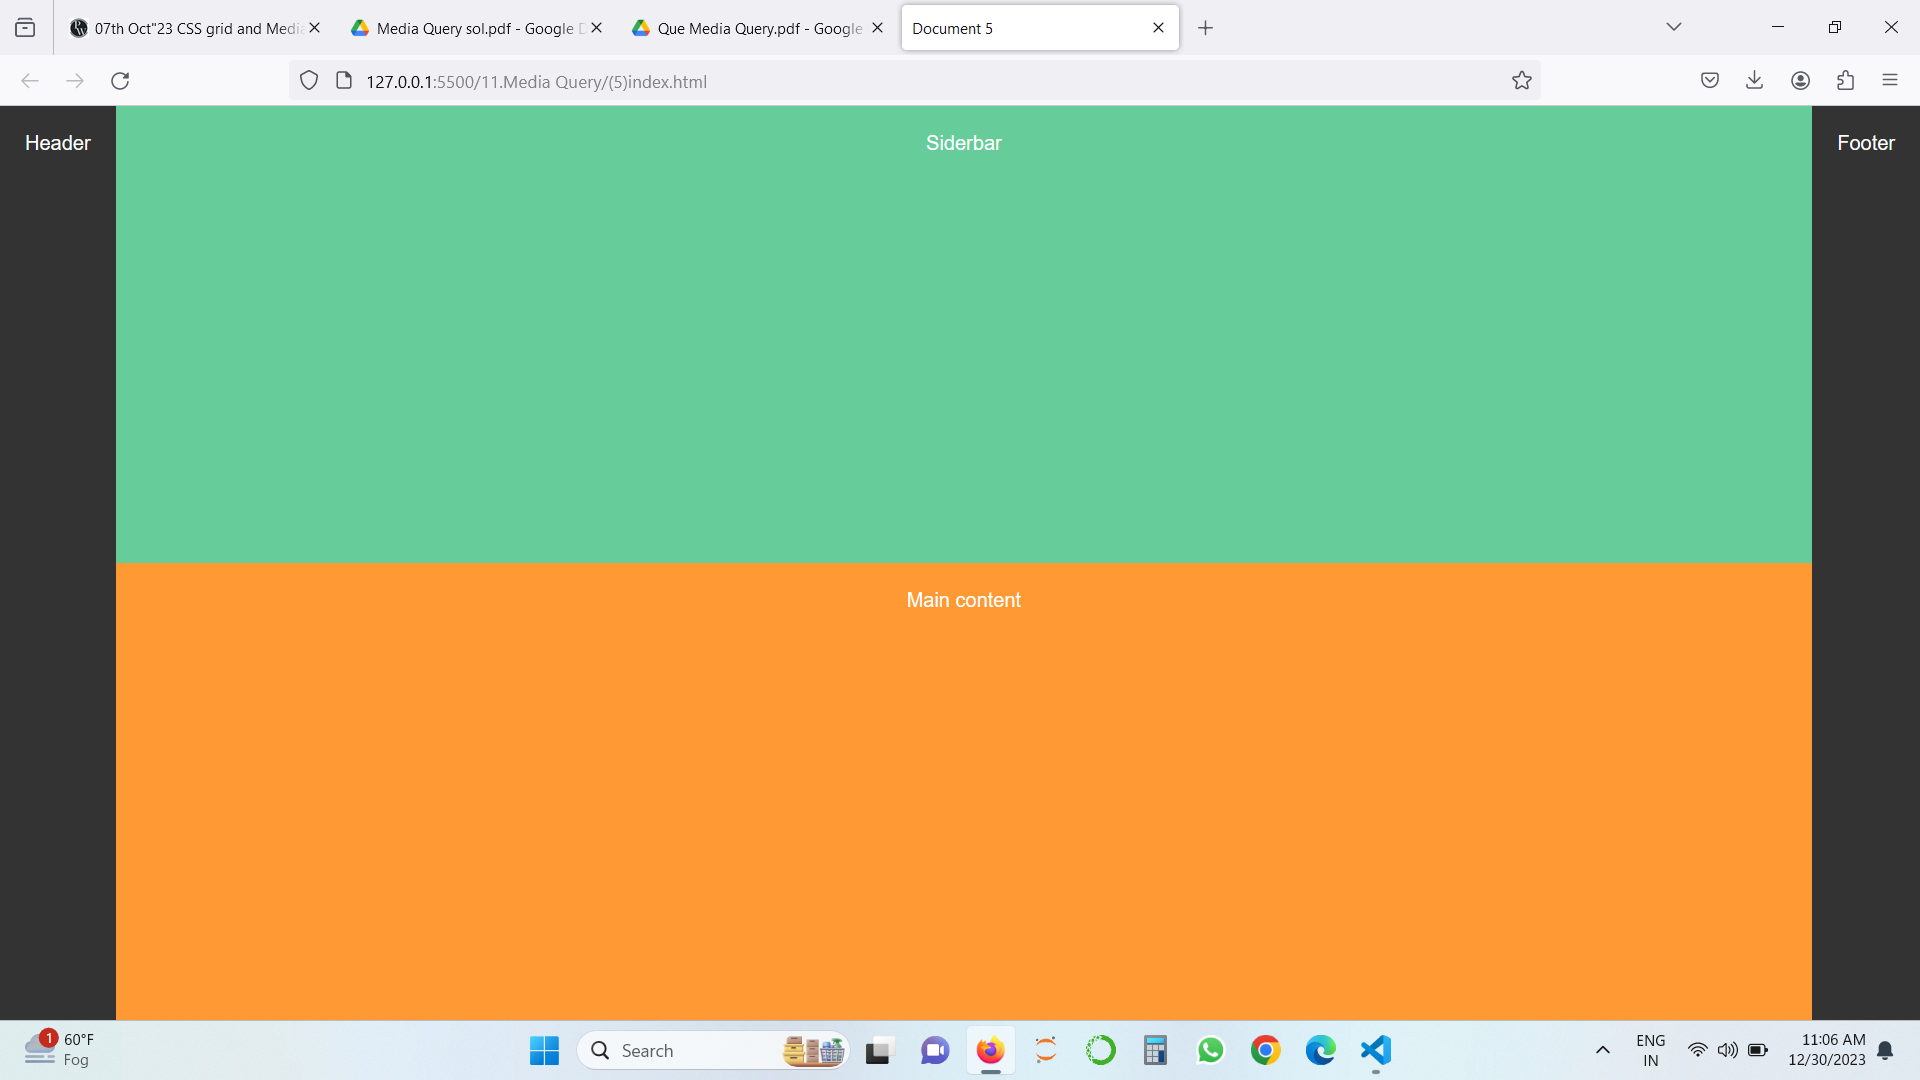 07th Oct"23 CSS grid and Media
Media Query sol.pdf - Google D
Que Media Query.pdf - Google
Document 5
127.0.0.1:5500/11.Media Query/(5)index.html
Header
Siderbar
Footer
Main content
1
60°F
Fog
Search
ENG
IN
11:06 AM
12/30/2023